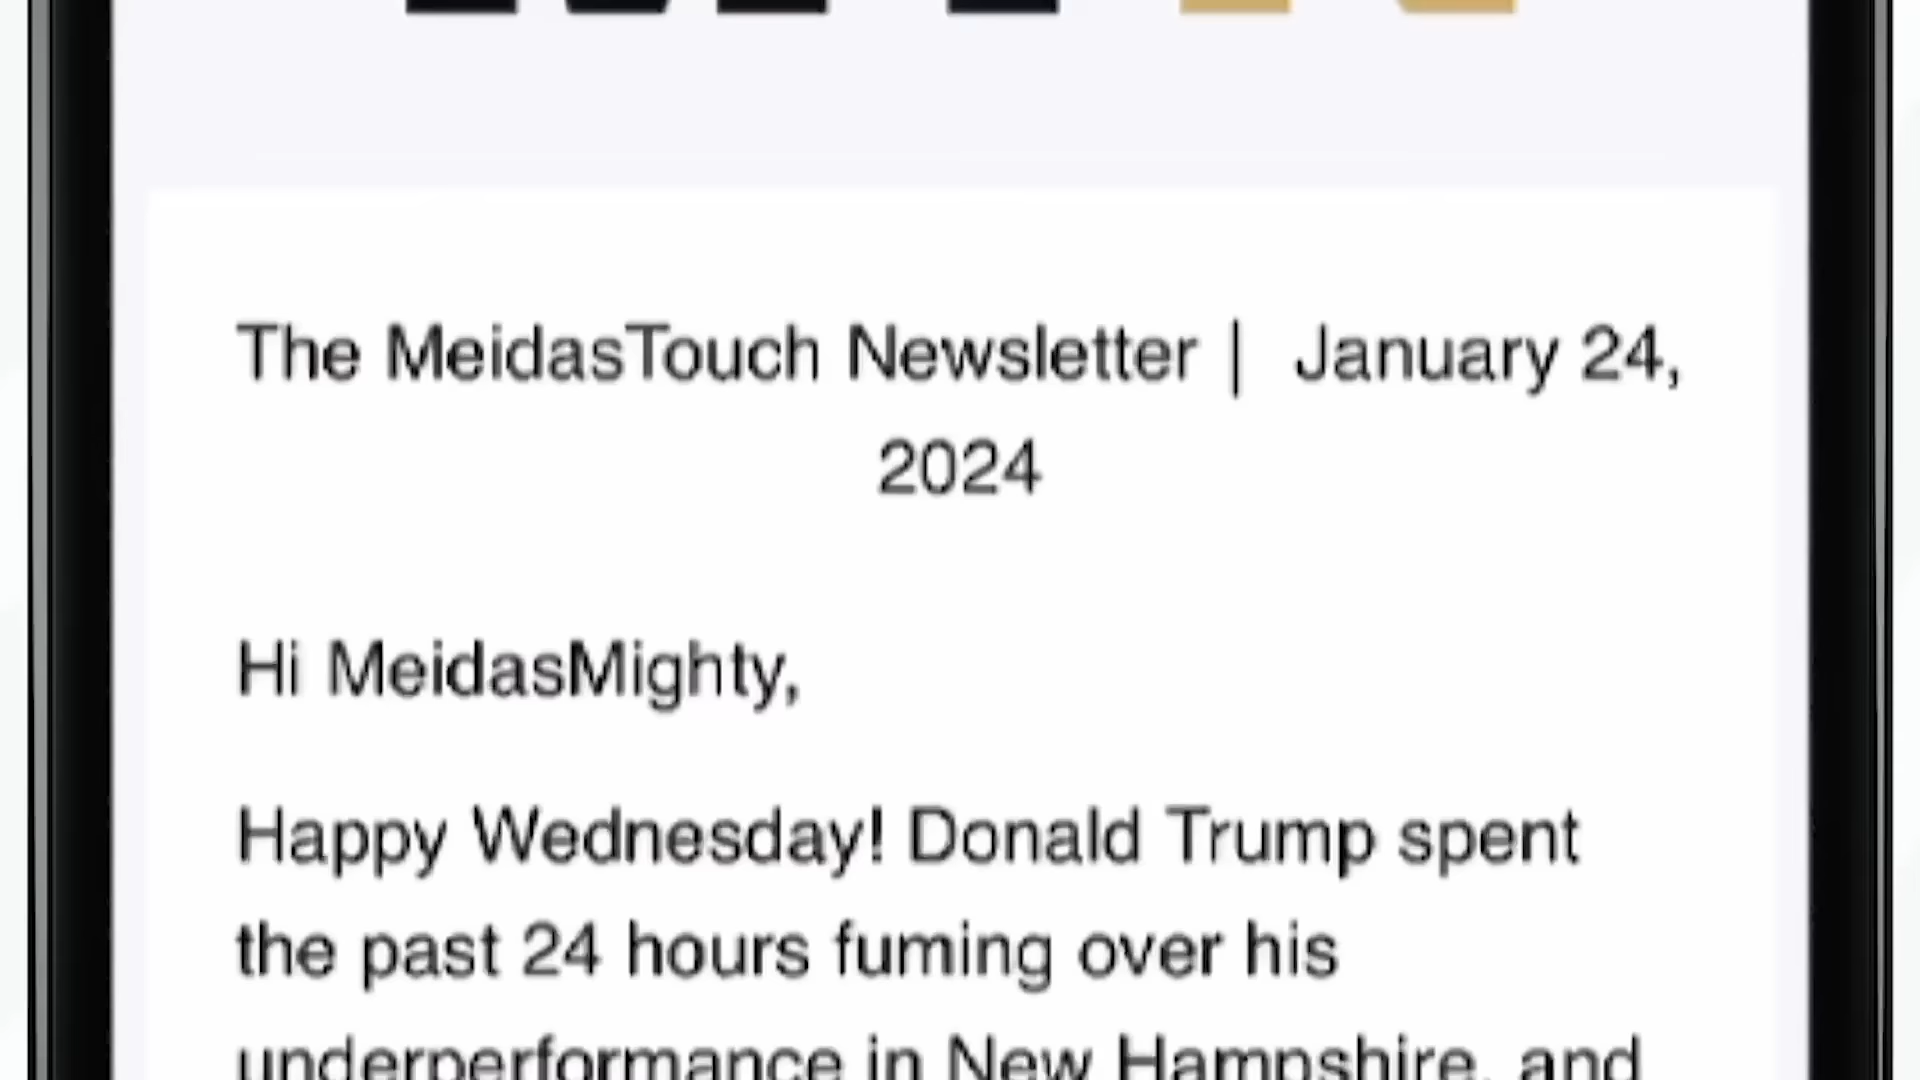 The MeidasTouch Newsletter | January 24,
2024
Hi MeidasMighty,
Happy Wednesday! Donald Trump spent
the past 24 hours fuming over his
underperformance in New Hampshire, and